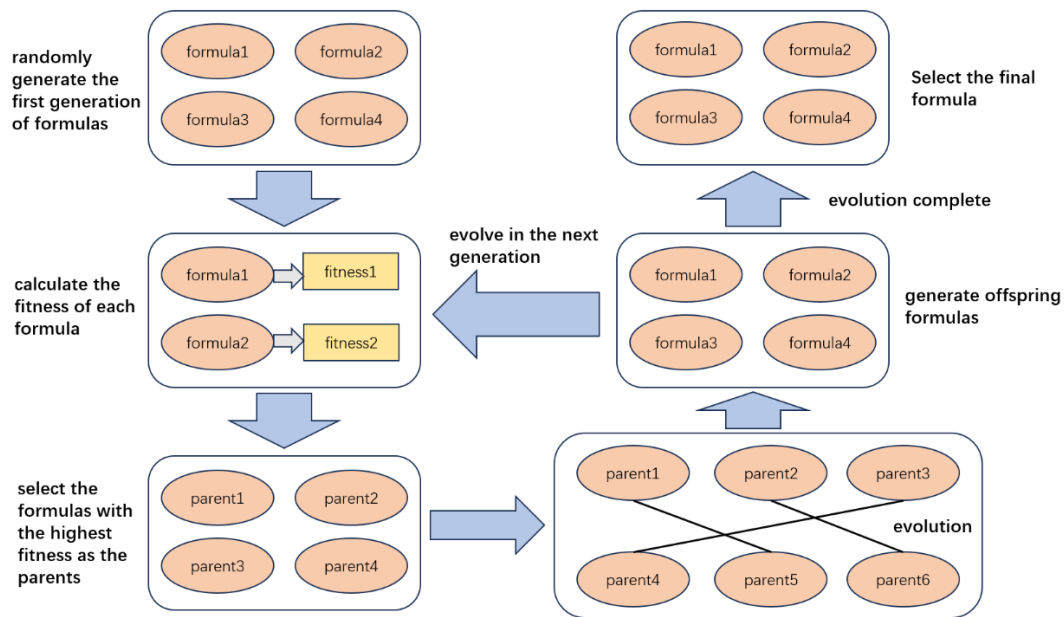 randomly
generate the
first generation
of formulas
formula1
formula2
formula3
formula4
calculate the
fitness of each
formula
formula1
fitness1
formula2
fitness2
select the
formulas with
the highest
fitness as the
parents
parent1
parent2
parent3
parent4
parent1
parent2
parent3
evolution
parent4
parent5
parent6
formula1
formula2
formula3
formula4
generate offspring
formulas
evolve in the next
generation
evolution complete
formula1
formula2
formula3
formula4
Select the final
formula